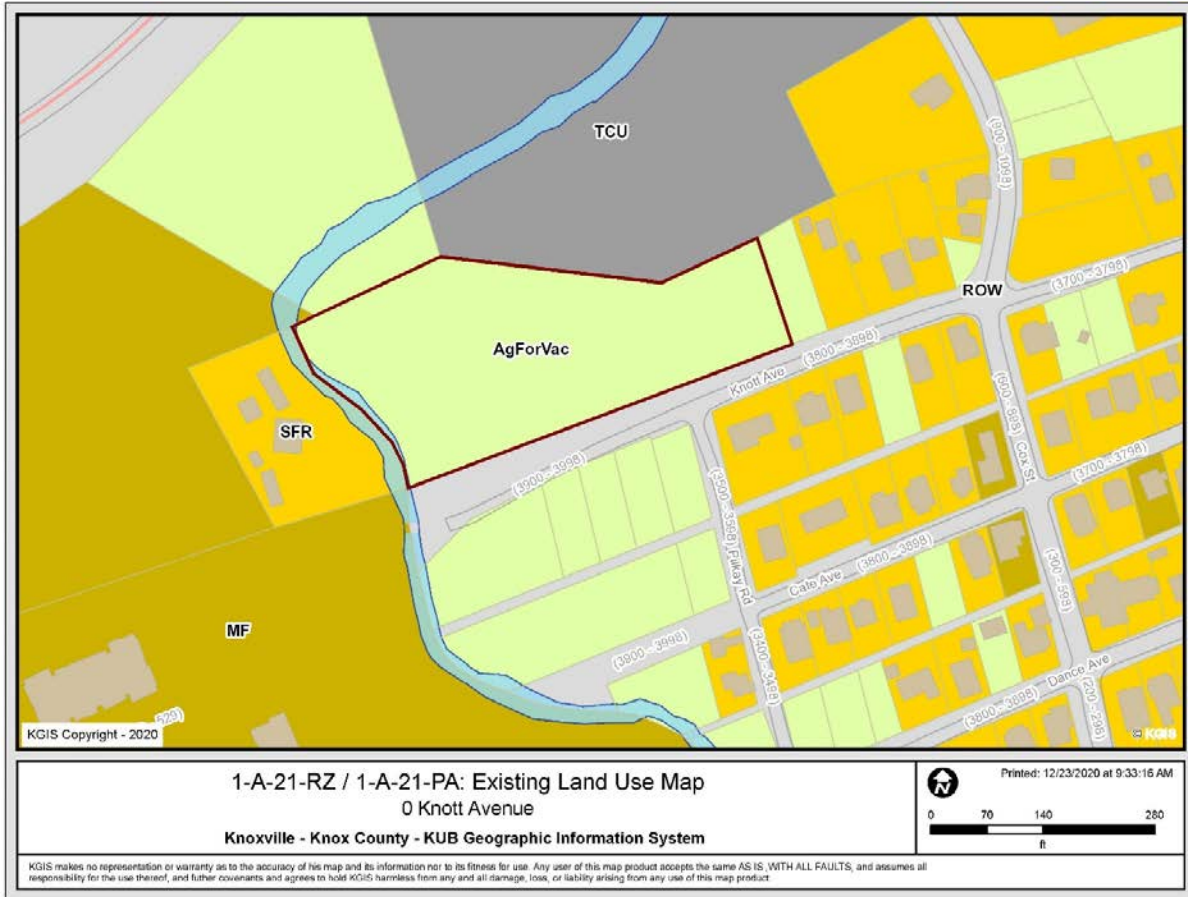 TCU
(900 - 1098)
ROW
(3700 - 3798)
AgForVac
(3800 - 3898)
Knott Ave
SFR
(600 - 698)
Cox St
(3900 - 3998)
(3700 - 3798)
(3500 - 3598)
Pilkay Rd
(3800 - 3898)
Cate Ave
(300 - 598)
MF
(3900 - 3998)
(3400 - 3498)
Dance Ave
(3800 - 3898)
(200 - 298)
529)
KGIS Copyright - 2020
© KGIS
1-A-21-RZ / 1-A-21-PA: Existing Land Use Map
0 Knott Avenue
Knoxville - Knox County - KUB Geographic Information System
N
Printed: 12/23/2020 at 9:33:16 AM
0 70 140 280
ft
KGIS makes no representation or warranty as to the accuracy of his map and its information nor to its fitness for use. Any user of this map product accepts the same AS IS ,WITH ALL FAULTS, and assumes all
responsibility for the use thereof, and futher covenants and agrees to hold KGIS harmless from any and all damage, loss, or liability arising from any use of this map product.